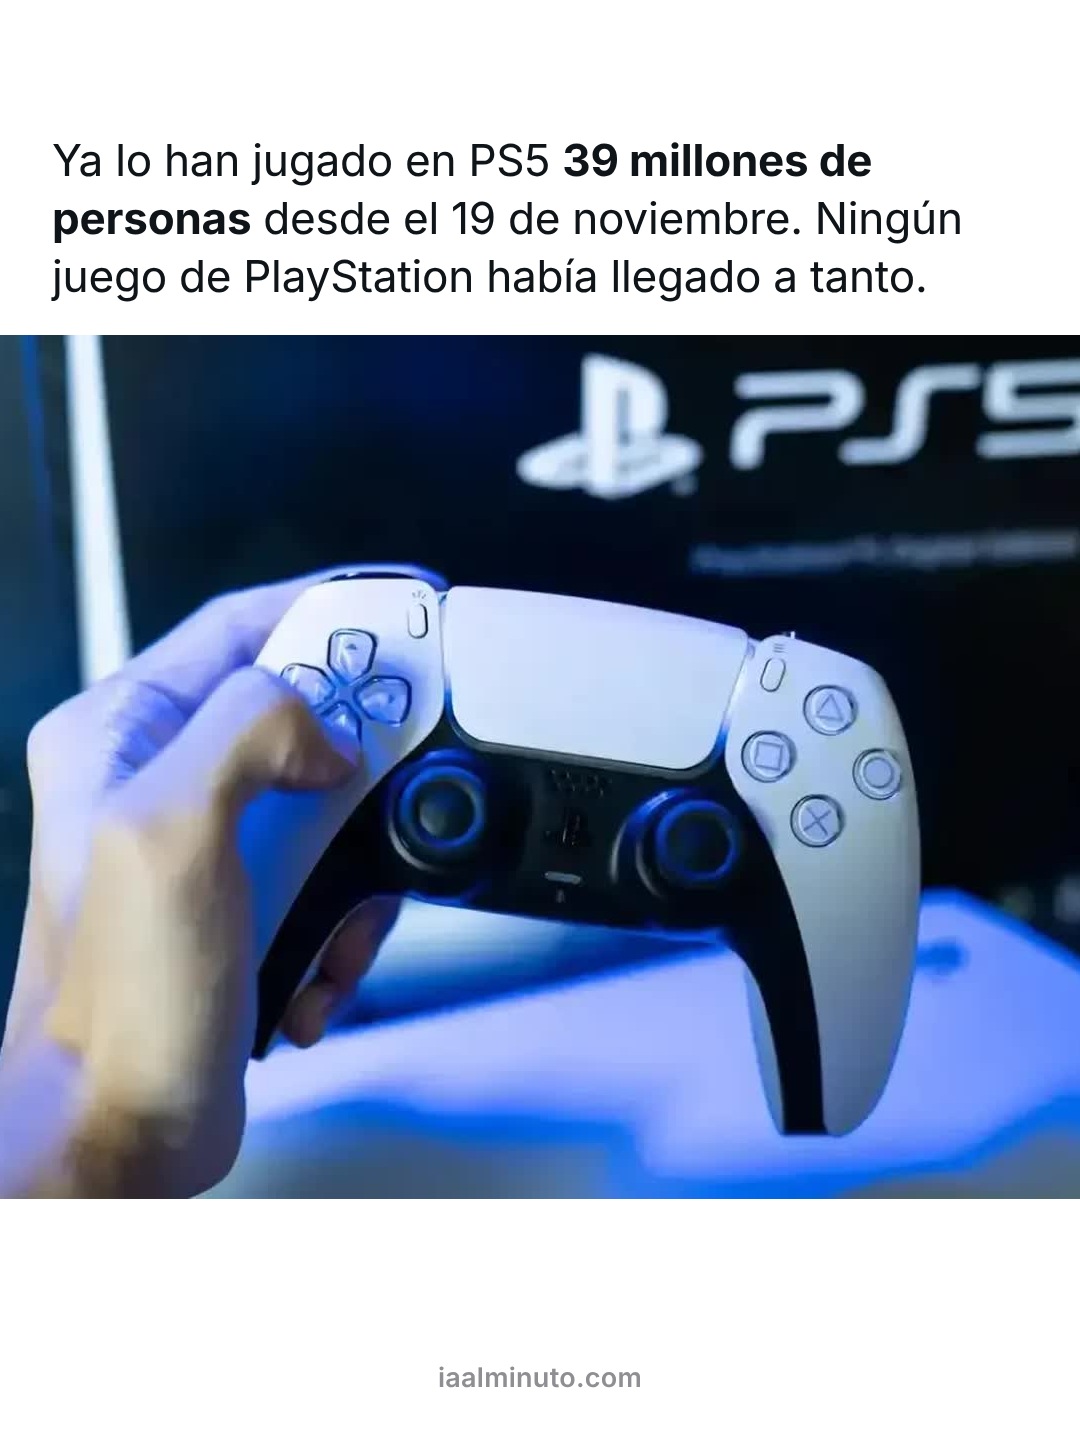 Ya lo han jugado en PS5 39 millones de
personas desde el 19 de noviembre. Ningún
juego de PlayStation había llegado a tanto.
PS5
iaalminuto.com